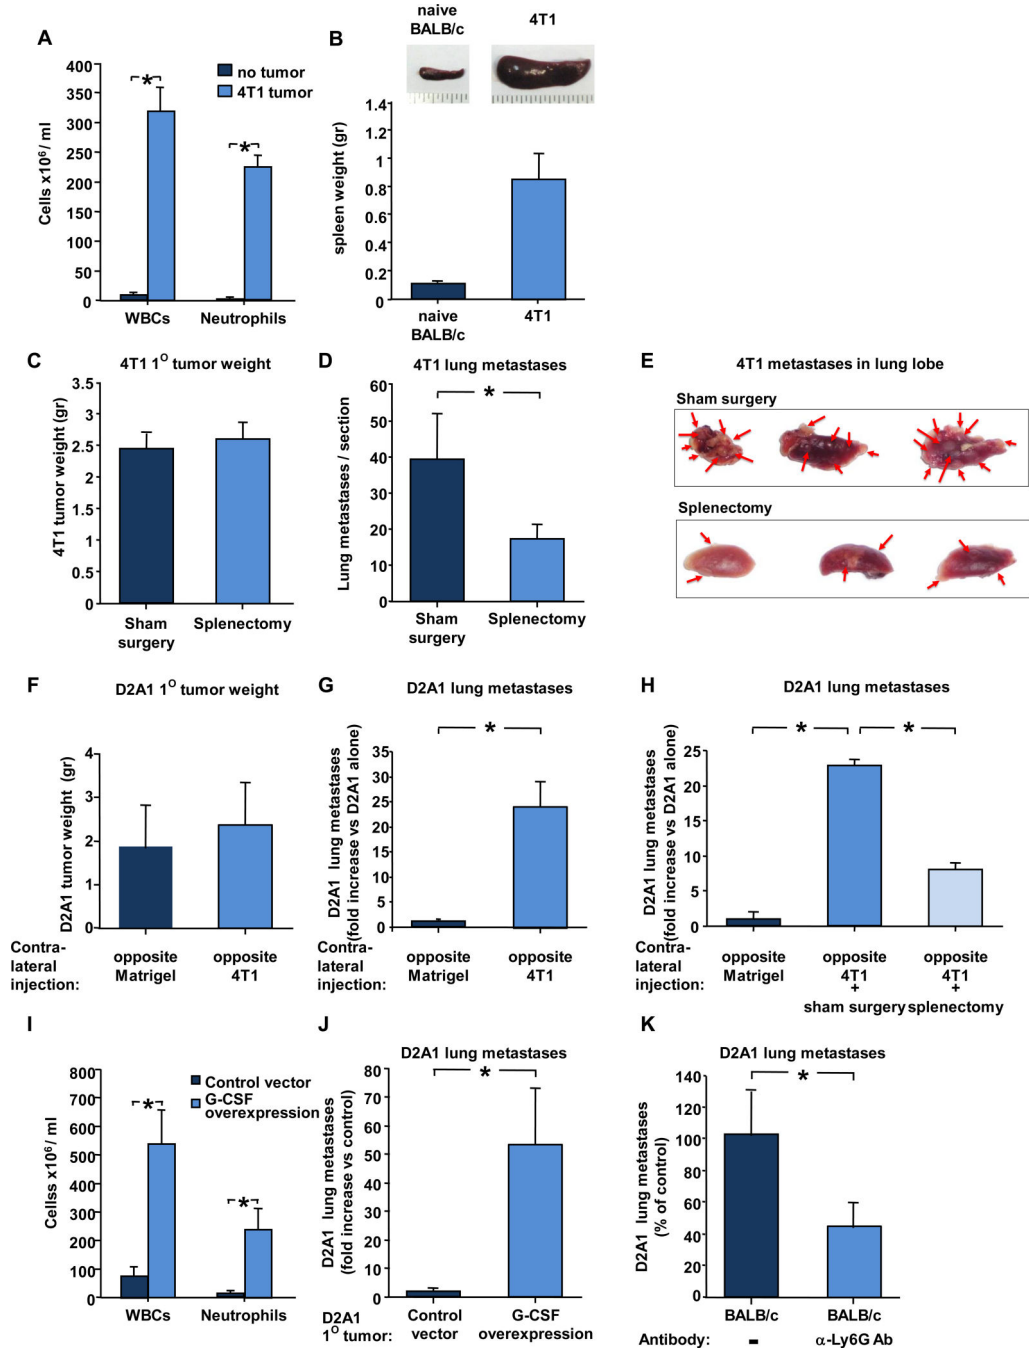 A
Cells x10⁶/ ml
400
350
300
250
200
150
100
50
0
no tumor
4T1 tumor
*
*
WBCs
Neutrophils
B
naive
BALB/c
4T1
spleen weight (gr)
1.4
1.2
1
0.8
0.6
0.4
0.2
0
naive
BALB/c
4T1
C
4T1 1° tumor weight
4T1 tumor weight (gr)
3.5
3
2.5
2
1.5
1
0.5
0
Sham
surgery
Splenectomy
D
4T1 lung metastases
Lung metastases / section
60
50
40
30
20
10
0
*
Sham
surgery
Splenectomy
E
4T1 metastases in lung lobe
Sham surgery
Splenectomy
F
D2A1 1° tumor weight
D2A1 tumor weight (gr)
4
3
2
1
0
Contra-
lateral
injection:
opposite
Matrigel
opposite
4T1
G
D2A1 lung metastases
D2A1 lung metastases
(fold increase vs D2A1 alone)
35
30
25
20
15
10
5
0
*
Contra-
lateral
injection:
opposite
Matrigel
opposite
4T1
H
D2A1 lung metastases
D2A1 lung metastases
(fold increase vs D2A1 alone)
25
20
15
10
5
0
*
*
Contra-
lateral
injection:
opposite
Matrigel
opposite
4T1
+
sham surgery
opposite
4T1
+
splenectomy
I
Cellss x10⁶/ ml
800
700
600
500
400
300
200
100
0
Control vector
G-CSF
overexpression
*
*
WBCs
Neutrophils
J
D2A1 lung metastases
D2A1 lung metastases
(fold increase vs control)
80
70
60
50
40
30
20
10
0
*
D2A1
1° tumor:
Control
vector
G-CSF
overexpression
K
D2A1 lung metastases
D2A1 lung metastases
(% of control)
140
120
100
80
60
40
20
0
*
BALB/c
BALB/c
Antibody:
-
α-Ly6G Ab